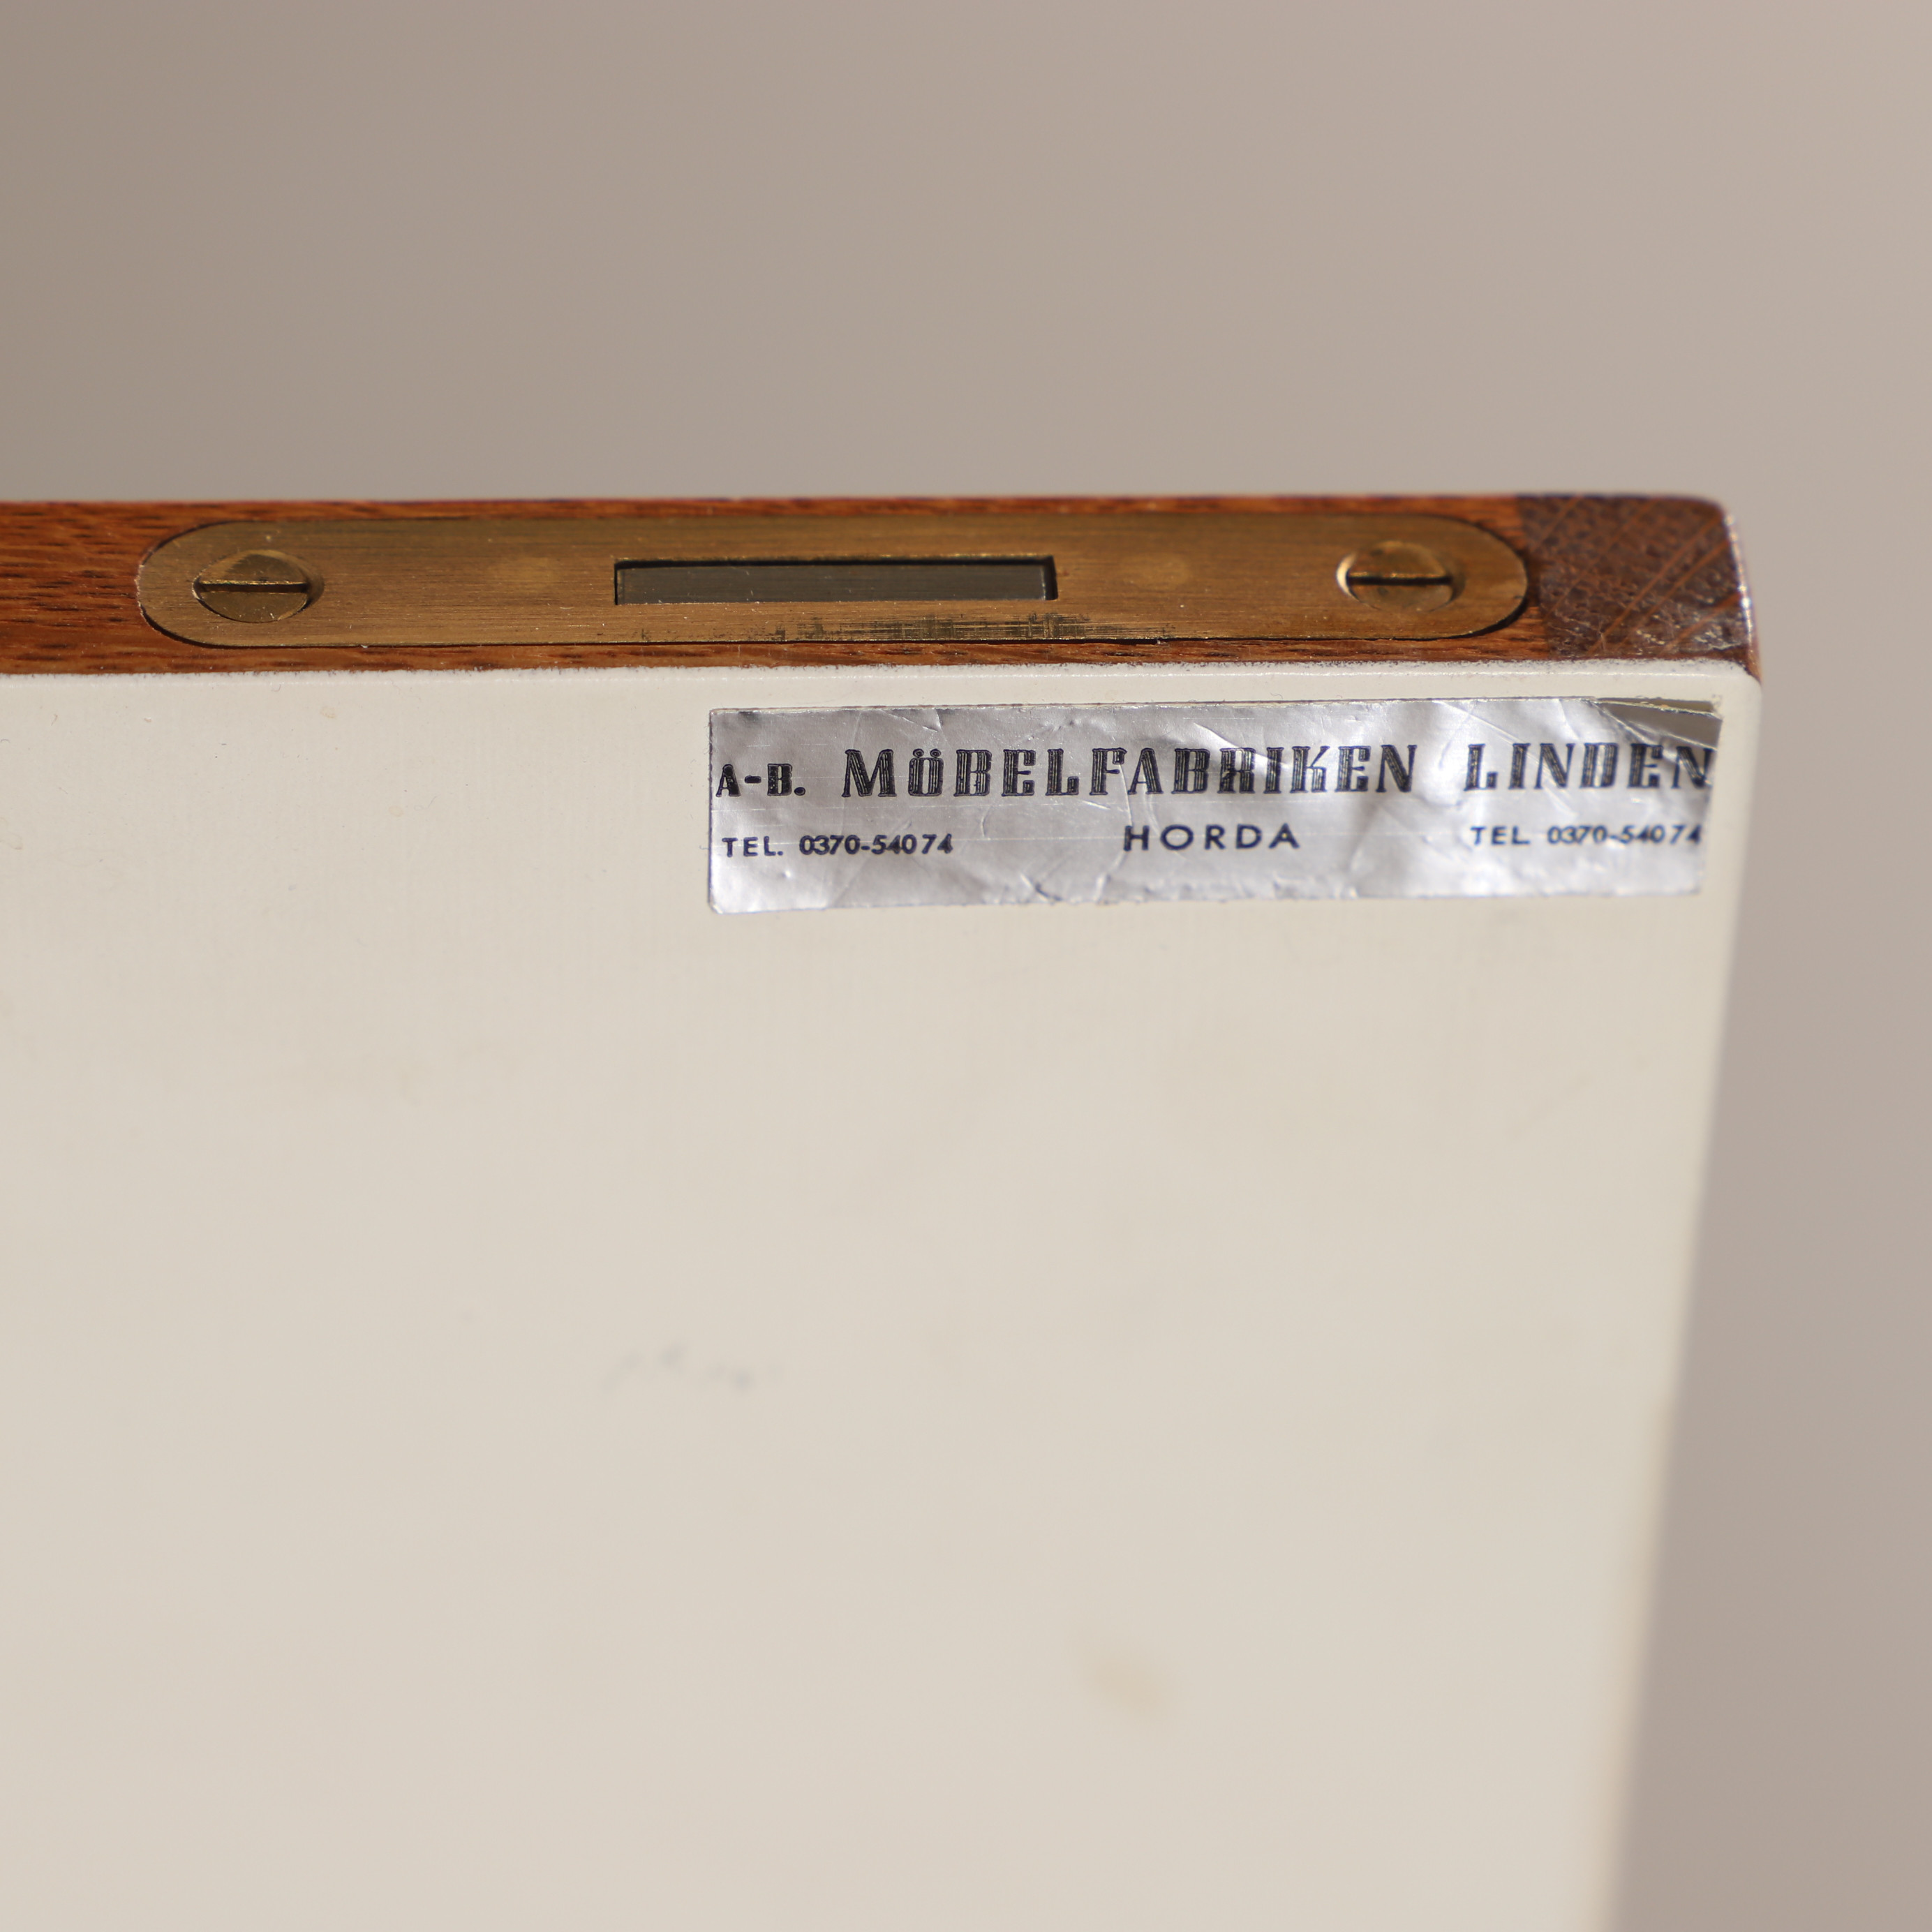 A-B. MÖBELFABRIKEN LINDEN
TEL. 0370-54074 HORDA TEL. 0370-54074